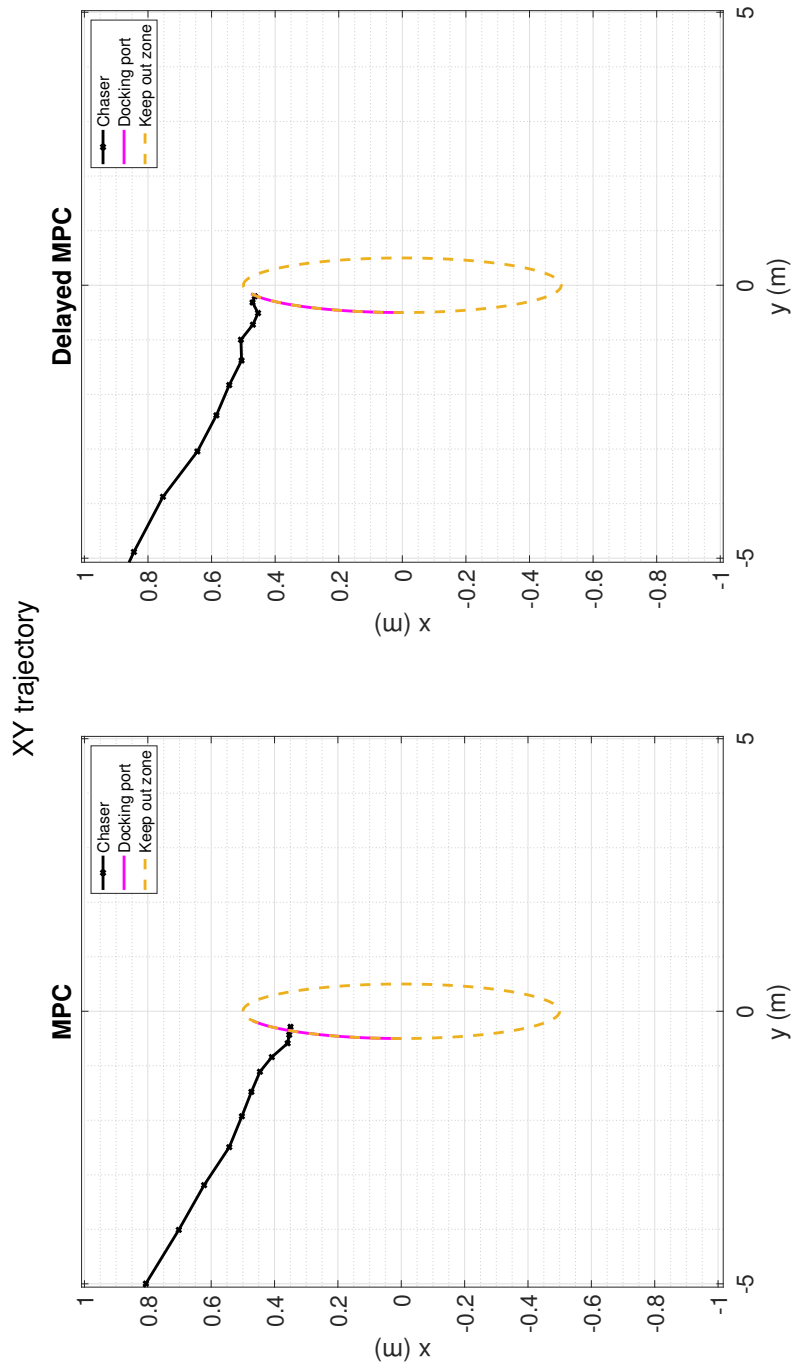 XY trajectory
MPC
Chaser
Docking port
Keep out zone
1
0.8
0.6
0.4
0.2
0
-0.2
-0.4
-0.6
-0.8
-1
x (m)
-5
0
5
y (m)
Delayed MPC
Chaser
Docking port
Keep out zone
1
0.8
0.6
0.4
0.2
0
-0.2
-0.4
-0.6
-0.8
-1
x (m)
-5
0
5
y (m)